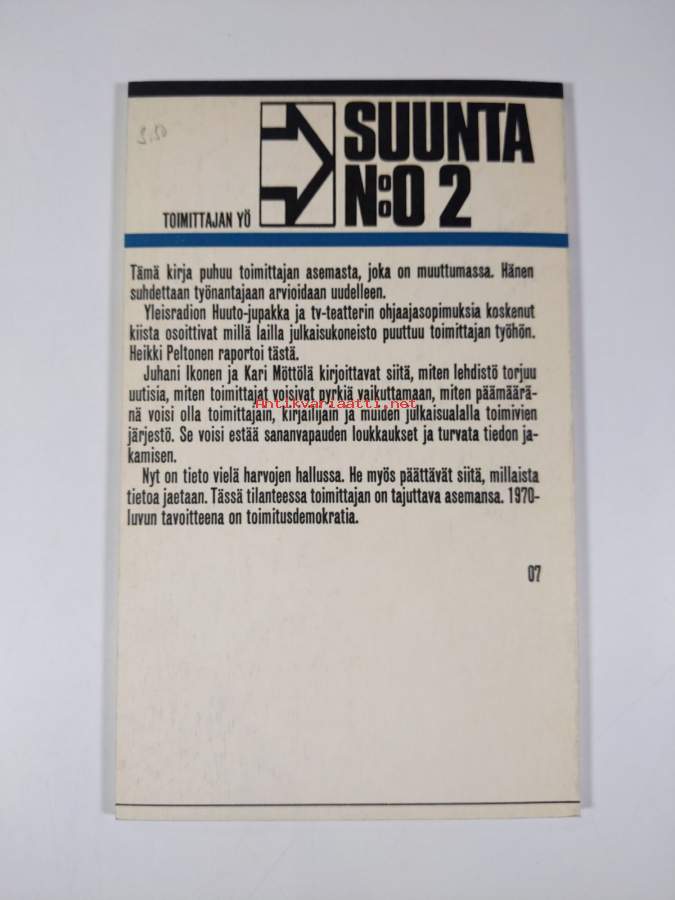 SUUNTA
N:o 2
TOIMITTAJAN YÖ
Tämä kirja puhuu toimittajan asemasta, joka on muuttumassa. Hänen
suhdettaan työnantajaan arvioidaan uudelleen.
Yleisradion Huuto-jupakka ja tv-teatterin ohjaajasopimuksia koskenut
kiista osoittivat millä lailla julkaisukoneisto puuttuu toimittajan työhön.
Heikki Peltonen raportoi tästä.
Juhani Ikonen ja Kari Möttölä kirjoittavat siitä, miten lehdistö torjuu
uutisia, miten toimittajat voisivat pyrkiä vaikuttamaan, miten päämäärä-
nä voisi olla toimittajain, kirjailijain ja muiden julkaisualalla toimivien
järjestö. Se voisi estää sananvapauden loukkaukset ja turvata tiedon ja-
kamisen.
Nyt on tieto vielä harvojen hallussa. He myös päättävät siitä, millaista
tietoa jaetaan. Tässä tilanteessa toimittajan on tajuttava asemansa. 1970-
luvun tavoitteena on toimitusdemokratia.
07
Antikvariaatti.net